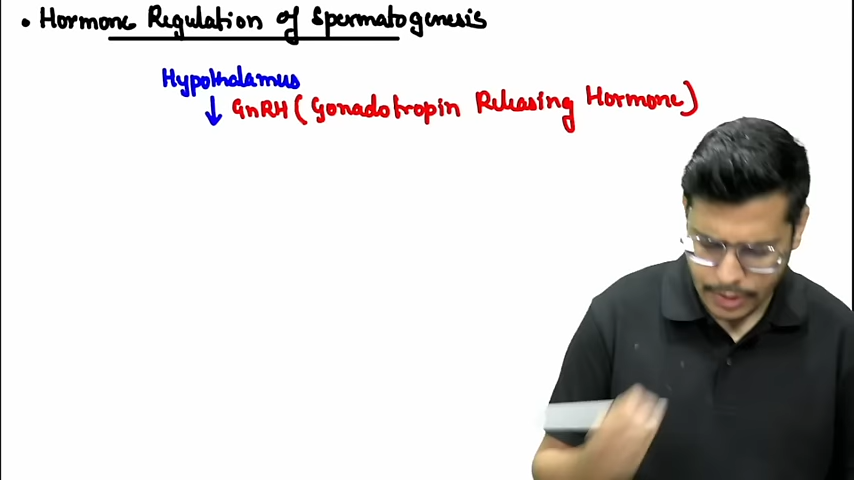 • Hormone Regulation of Spermatogenesis
Hypothalamus
↓ GnRH (Gonadotropin Releasing Hormone)